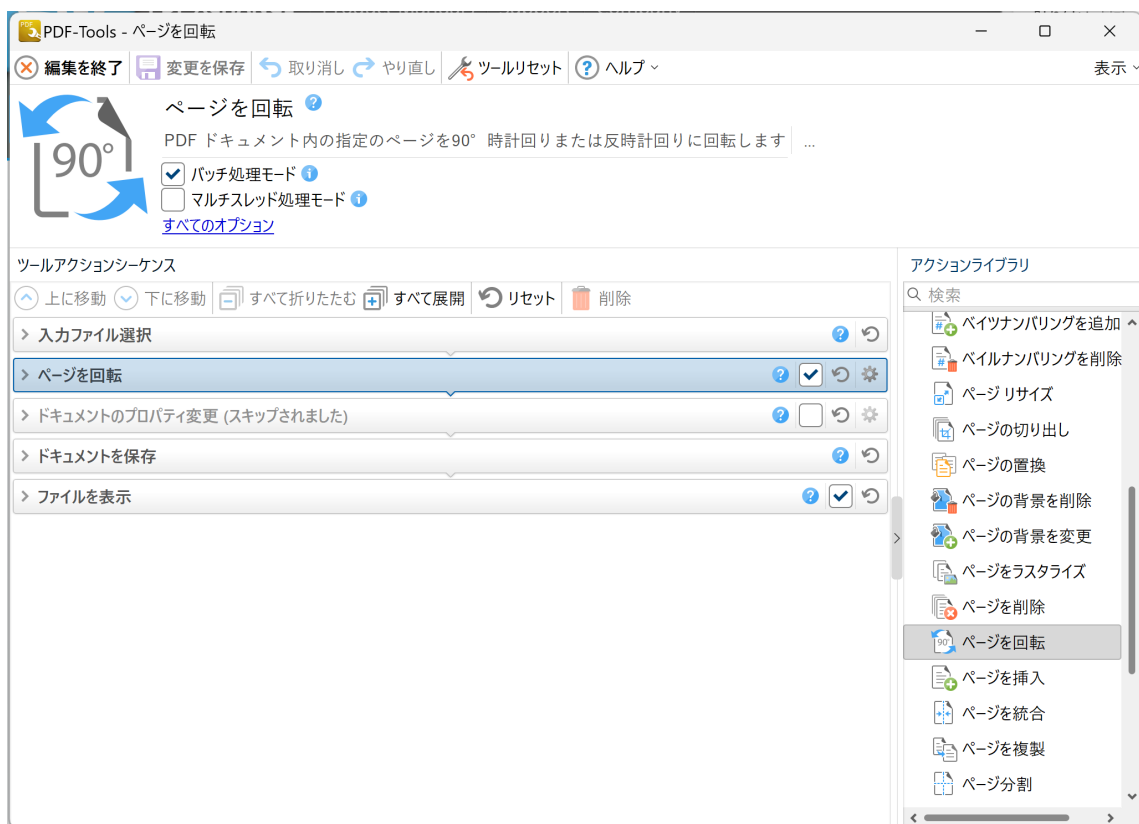 PDF-Tools - ページを回転
編集を終了 変更を保存 取り消し やり直し ツールリセット ヘルプ 表示
ページを回転
PDF ドキュメント内の指定のページを90° 時計回りまたは反時計回りに回転します ...
90°
バッチ処理モード
マルチスレッド処理モード
すべてのオプション
ツールアクションシーケンス
上に移動 下に移動 すべて折りたたむ すべて展開 リセット 削除
入力ファイル選択
ページを回転
ドキュメントのプロパティ変更 (スキップされました)
ドキュメントを保存
ファイルを表示
アクションライブラリ
検索
ベイツナンバリングを追加
ベイルナンバリングを削除
ページ リサイズ
ページの切り出し
ページの置換
ページの背景を削除
ページの背景を変更
ページをラスタライズ
ページを削除
ページを回転
ページを挿入
ページを統合
ページを複製
ページ分割